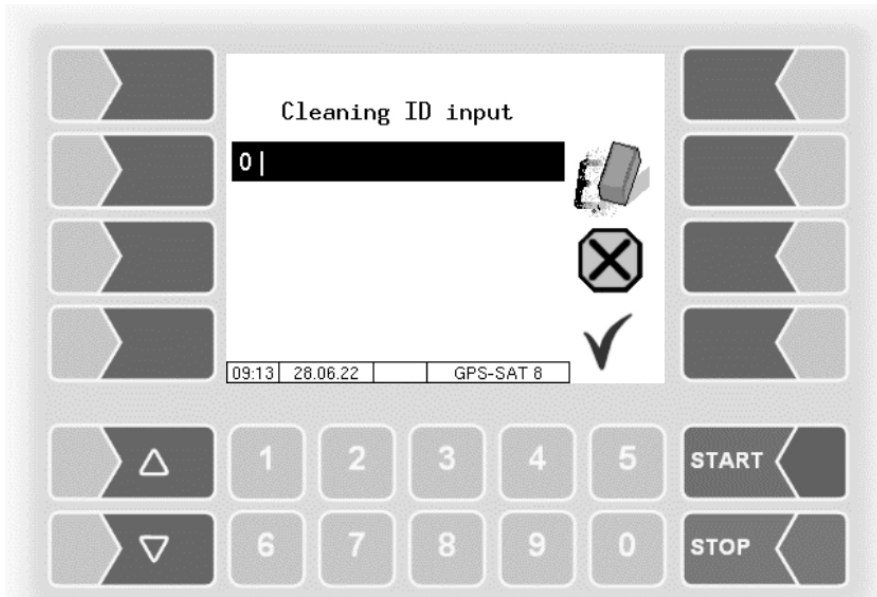 Cleaning ID input
0
09:13 28.06.22 GPS-SAT 8
1 2 3 4 5 START
6 7 8 9 0 STOP